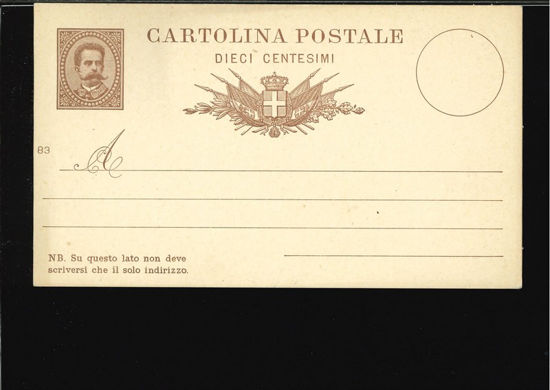 CARTOLINA POSTALE
DIECI CENTESIMI
83
A
NB. Su questo lato non deve
scriversi che il solo indirizzo.